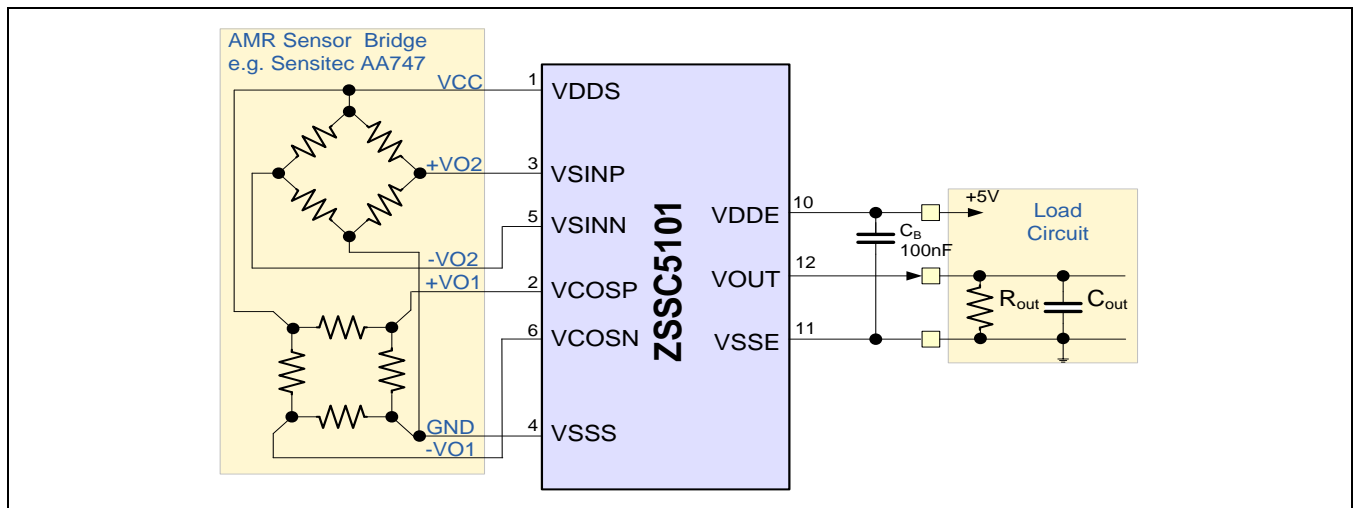 AMR Sensor Bridge
e.g. Sensitec AA747
VCC
+VO2
-VO2
+VO1
GND
-VO1
1
VDDS
3
VSINP
5
VSINN
2
VCOSP
6
VCOSN
4
VSSS
ZSSC5101
VDDE
10
VOUT
12
VSSE
11
CB
100nF
+5V
Load
Circuit
Rout
Cout